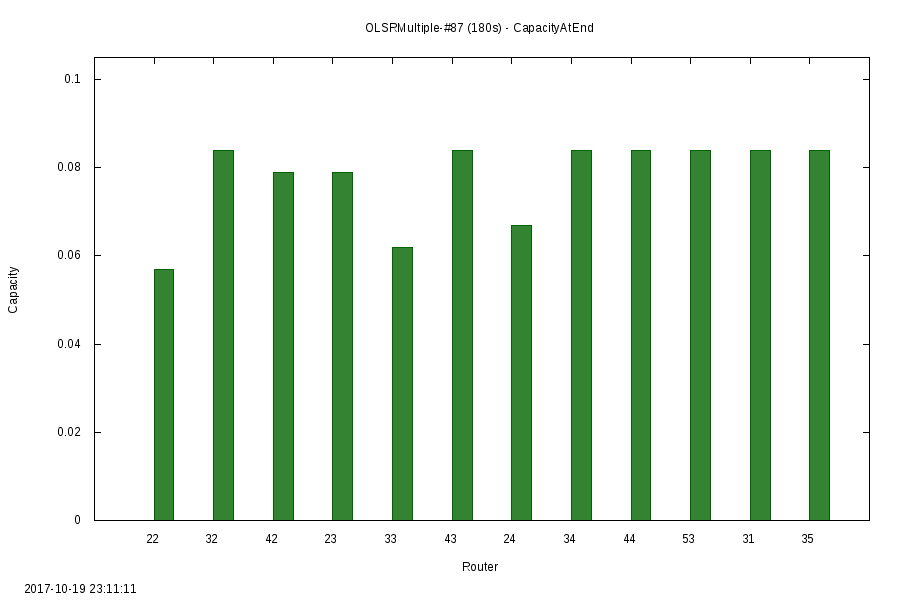 OLSRMultiple-#87 (180s) - CapacityAtEnd
0.1
0.08
0.06
0.04
0.02
0
Capacity
22 32 42 23 33 43 24 34 44 53 31 35
Router
2017-10-19 23:11:11